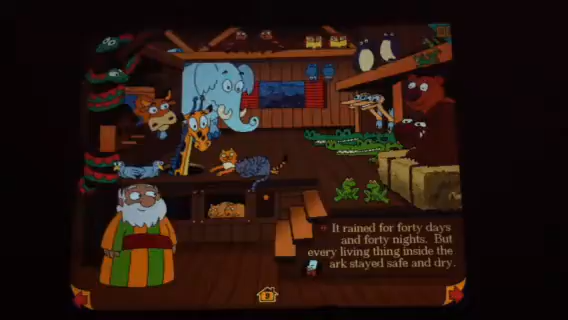 It rained for forty days
and forty nights. But
every living thing inside the
ark stayed safe and dry.